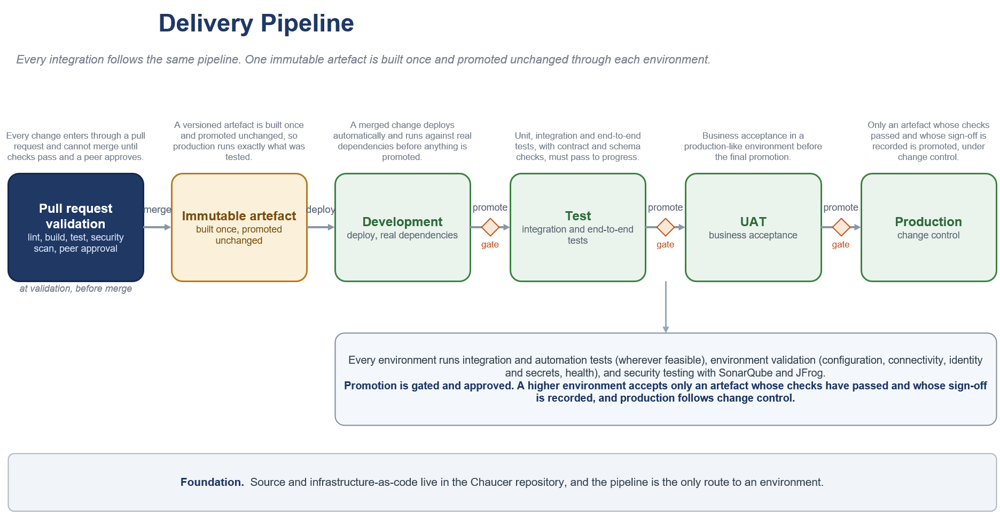 Delivery Pipeline
Every integration follows the same pipeline. One immutable artefact is built once and promoted unchanged through each environment.
Every change enters through a pull
request and cannot merge until
checks pass and a peer approves.
A versioned artefact is built once
and promoted unchanged, so
production runs exactly what was
tested.
A merged change deploys
automatically and runs against real
dependencies before anything is
promoted.
Unit, integration and end-to-end
tests, with contract and schema
checks, must pass to progress.
Business acceptance in a
production-like environment before
the final promotion.
Only an artefact whose checks
passed and whose sign-off is
recorded is promoted, under
change control.
Pull request
validation
lint, build, test, security
scan, peer approval
at validation, before merge
merge
Immutable artefact
built once, promoted
unchanged
deploy
Development
deploy, real dependencies
promote
gate
Test
integration and end-to-end
tests
promote
gate
UAT
business acceptance
promote
gate
Production
change control
Every environment runs integration and automation tests (wherever feasible), environment validation (configuration, connectivity, identity
and secrets, health), and security testing with SonarQube and JFrog.
Promotion is gated and approved. A higher environment accepts only an artefact whose checks have passed and whose sign-off
is recorded, and production follows change control.
Foundation. Source and infrastructure-as-code live in the Chaucer repository, and the pipeline is the only route to an environment.